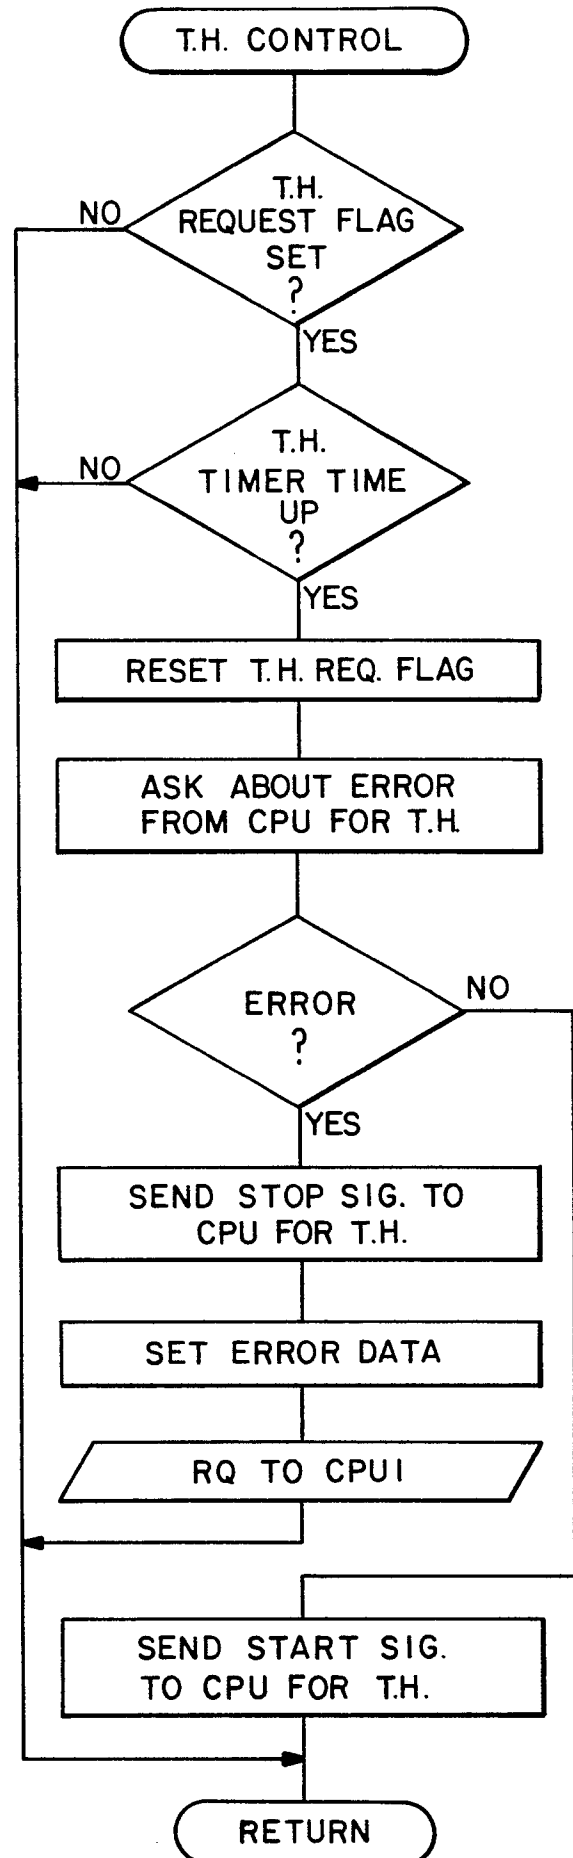 T.H. CONTROL
T.H.
REQUEST FLAG
SET
?
NO
YES
T.H.
TIMER TIME
UP
?
NO
YES
RESET T.H. REQ. FLAG
ASK ABOUT ERROR
FROM CPU FOR T.H.
ERROR
?
NO
YES
SEND STOP SIG. TO
CPU FOR T.H.
SET ERROR DATA
RQ TO CPU1
SEND START SIG.
TO CPU FOR T.H.
RETURN